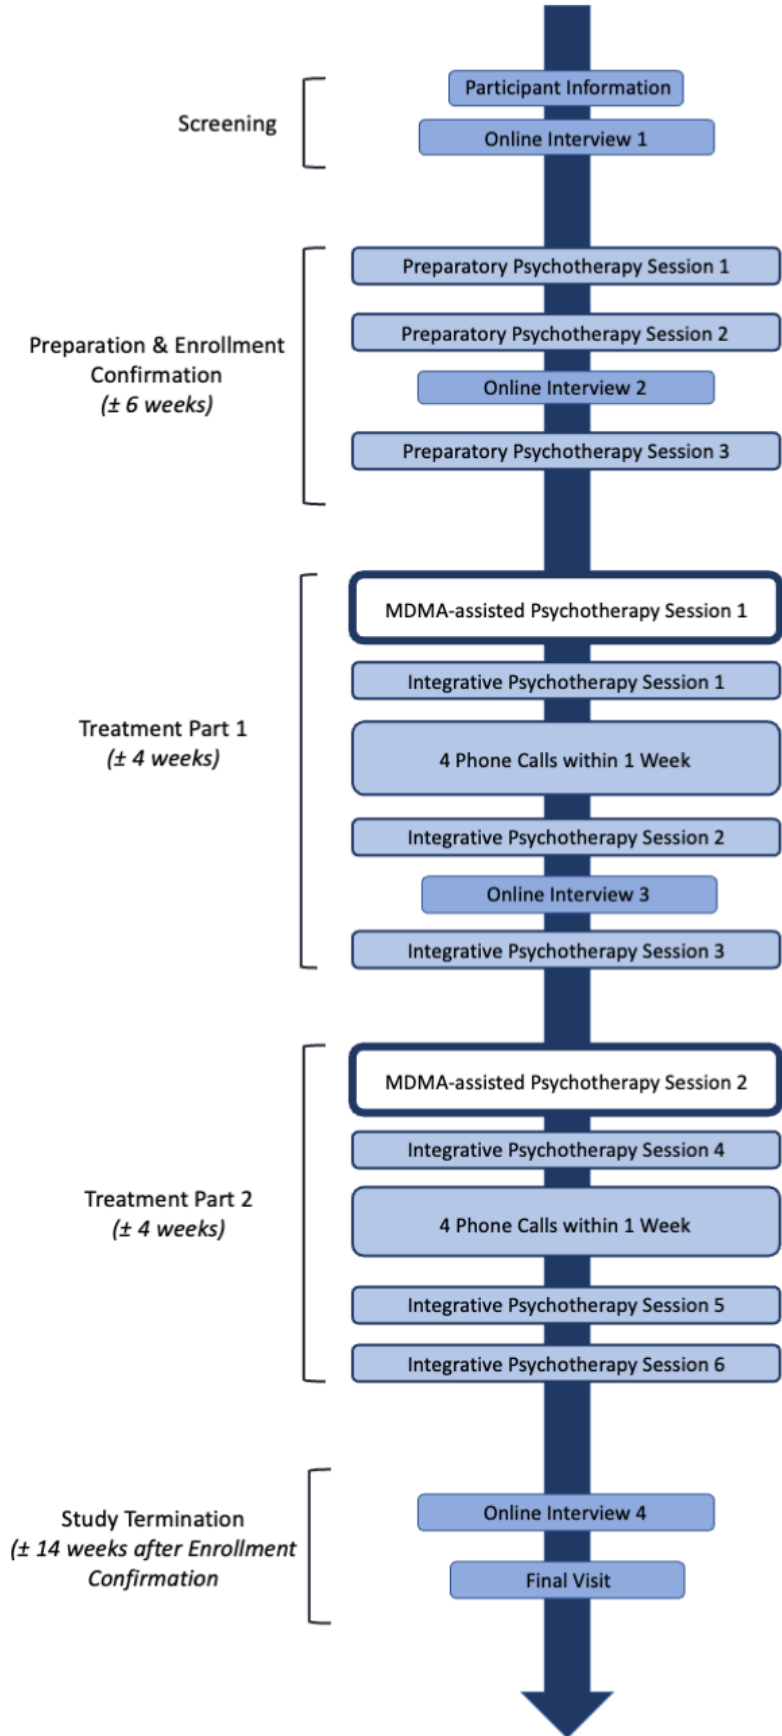 Screening
Participant Information
Online Interview 1
Preparation & Enrollment
Confirmation
(± 6 weeks)
Preparatory Psychotherapy Session 1
Preparatory Psychotherapy Session 2
Online Interview 2
Preparatory Psychotherapy Session 3
Treatment Part 1
(± 4 weeks)
MDMA-assisted Psychotherapy Session 1
Integrative Psychotherapy Session 1
4 Phone Calls within 1 Week
Integrative Psychotherapy Session 2
Online Interview 3
Integrative Psychotherapy Session 3
Treatment Part 2
(± 4 weeks)
MDMA-assisted Psychotherapy Session 2
Integrative Psychotherapy Session 4
4 Phone Calls within 1 Week
Integrative Psychotherapy Session 5
Integrative Psychotherapy Session 6
Study Termination
(± 14 weeks after Enrollment
Confirmation
Online Interview 4
Final Visit